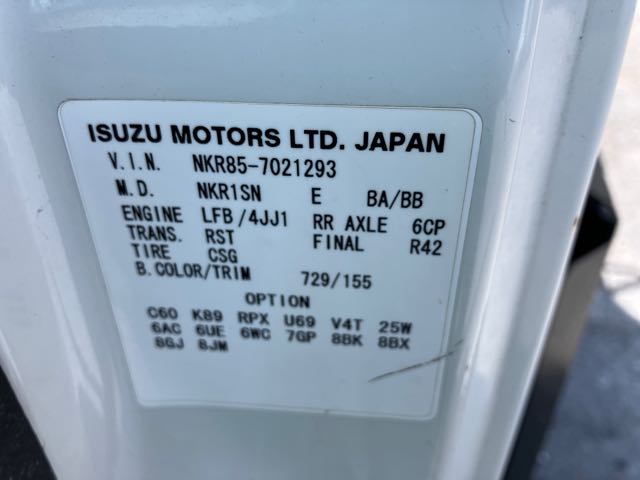 ISUZU MOTORS LTD. JAPAN
V.I.N. NKR85-7021293
M.D. NKR1SN E BA/BB
ENGINE LFB/4JJ1 RR AXLE 6CP
TRANS. RST FINAL R42
TIRE CSG
B.COLOR/TRIM 729/155
OPTION
C60 K89 RPX U69 V4T 25W
6AC 6UE 6WC 7GP 8BK 8BX
8GJ 8JM